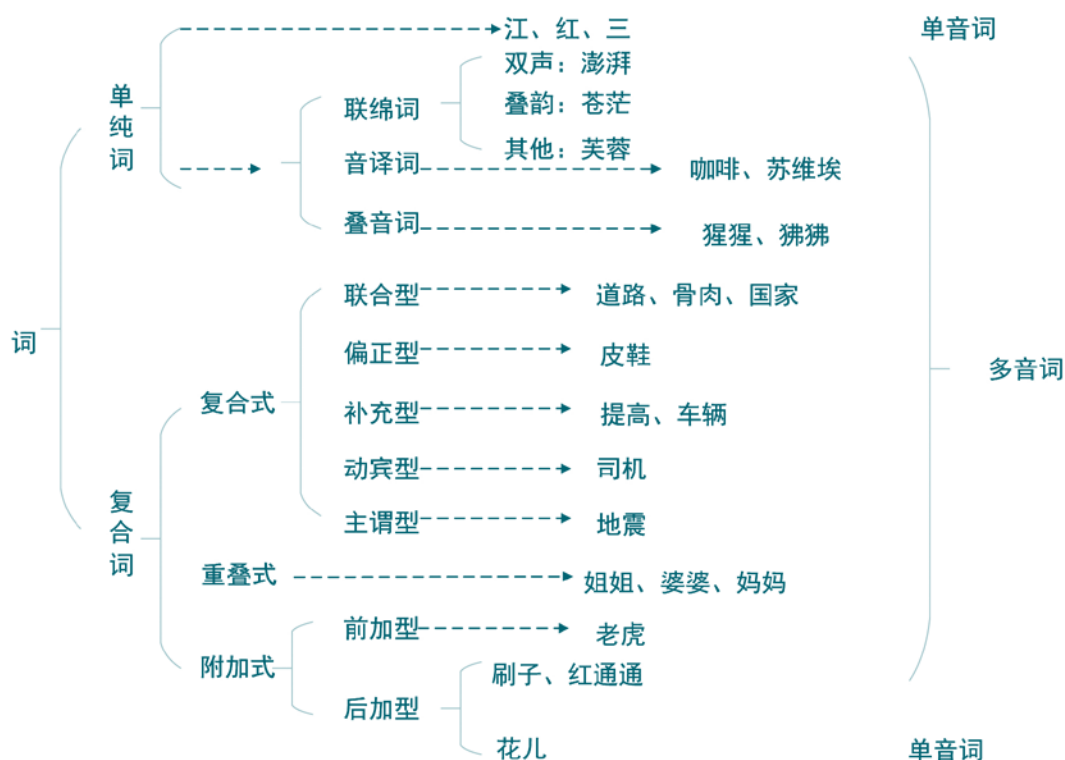 江、红、三
单音词
双声：澎湃
单纯词
联绵词
叠韵：苍茫
其他：芙蓉
音译词
咖啡、苏维埃
叠音词
猩猩、狒狒
联合型
道路、骨肉、国家
词
偏正型
皮鞋
多音词
复合式
补充型
提高、车辆
动宾型
司机
复合词
主谓型
地震
重叠式
姐姐、婆婆、妈妈
前加型
老虎
附加式
刷子、红通通
后加型
花儿
单音词